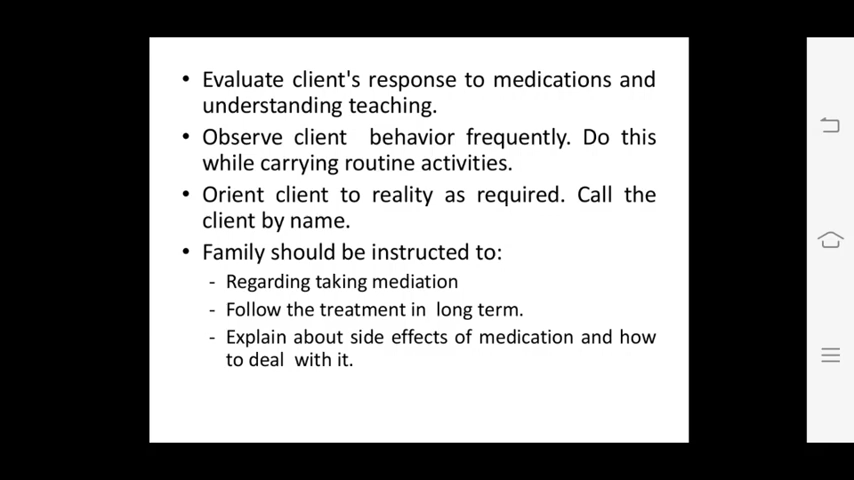 • Evaluate client's response to medications and
understanding teaching.
• Observe client behavior frequently. Do this
while carrying routine activities.
• Orient client to reality as required. Call the
client by name.
• Family should be instructed to:
- Regarding taking mediation
- Follow the treatment in long term.
- Explain about side effects of medication and how
to deal with it.